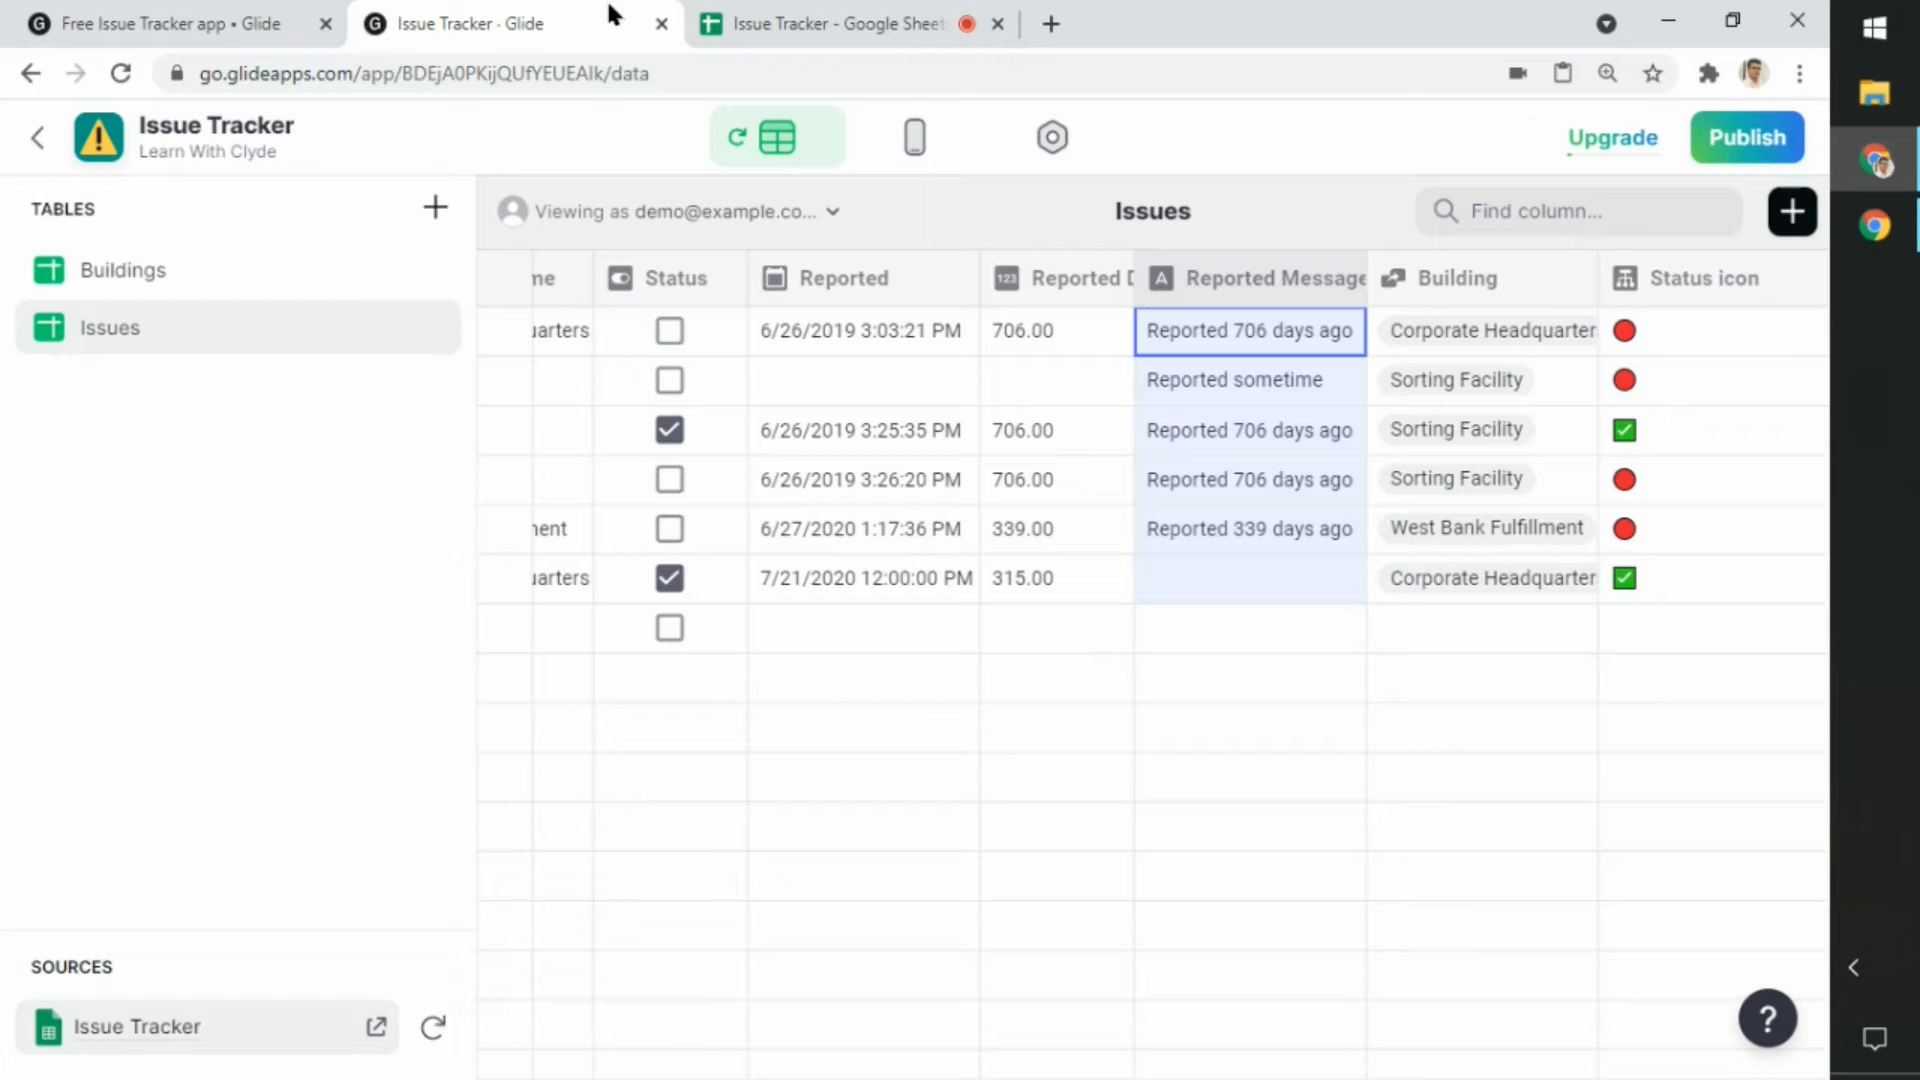 Free Issue Tracker app • Glide
Issue Tracker · Glide
Issue Tracker - Google Sheet
go.glideapps.com/app/BDEjA0PKijQUfYEUEAlk/data
Issue Tracker
Learn With Clyde
Upgrade
Publish
TABLES
Buildings
Issues
Viewing as demo@example.co...
Issues
Find column...
me
Status
Reported
123
Reported D
A
Reported Message
Building
Status icon
uarters
6/26/2019 3:03:21 PM
706.00
Reported 706 days ago
Corporate Headquarter
Reported sometime
Sorting Facility
6/26/2019 3:25:35 PM
706.00
Reported 706 days ago
Sorting Facility
6/26/2019 3:26:20 PM
706.00
Reported 706 days ago
Sorting Facility
nent
6/27/2020 1:17:36 PM
339.00
Reported 339 days ago
West Bank Fulfillment
uarters
7/21/2020 12:00:00 PM
315.00
Corporate Headquarter
SOURCES
Issue Tracker
?